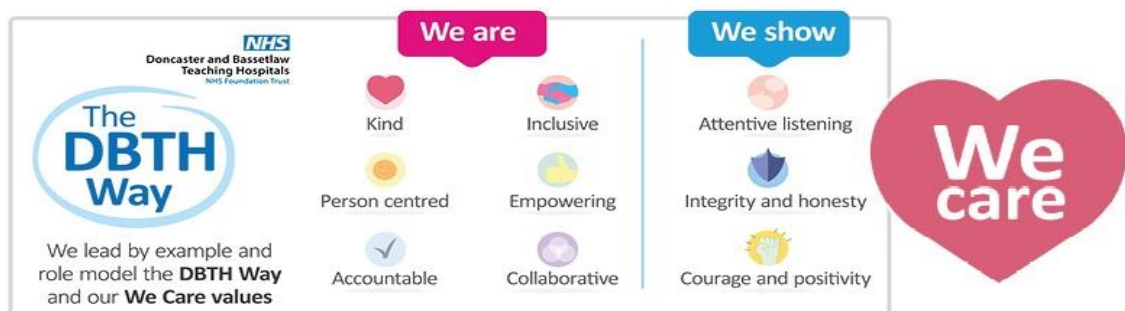 NHS
Doncaster and Bassetlaw
Teaching Hospitals
NHS Foundation Trust
The
DBTH
Way
We lead by example and
role model the DBTH Way
and our We Care values
We are
Kind
Inclusive
Person centred
Empowering
Accountable
Collaborative
We show
Attentive listening
Integrity and honesty
Courage and positivity
We
care